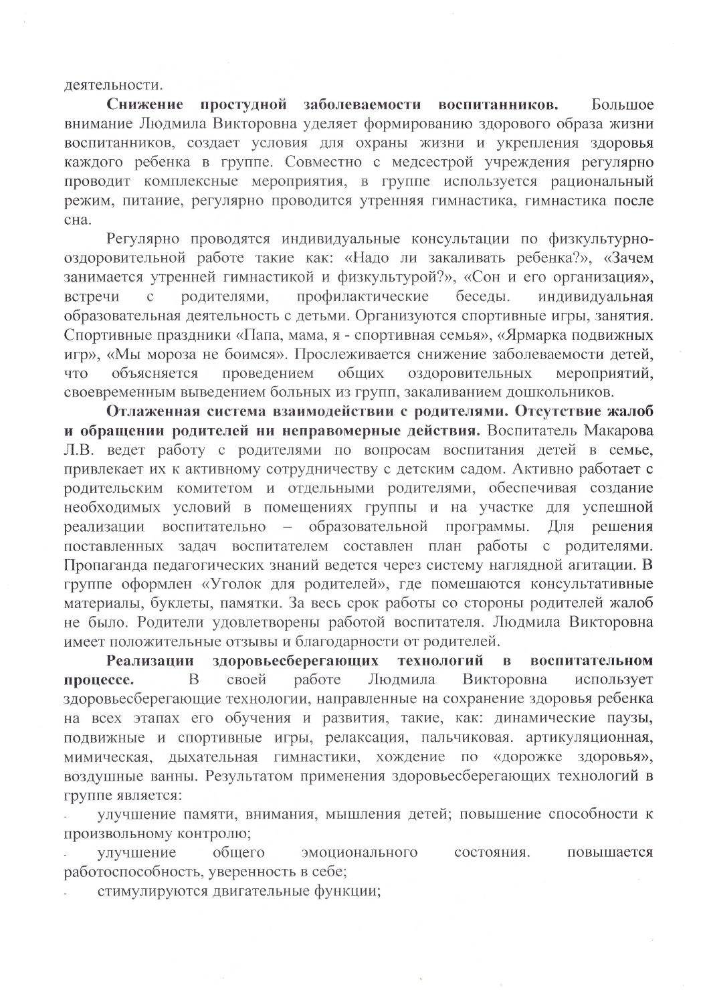 деятельности.
Снижение простудной заболеваемости воспитанников. Большое
внимание Людмила Викторовна уделяет формированию здорового образа жизни
воспитанников, создает условия для охраны жизни и укрепления здоровья
каждого ребенка в группе. Совместно с медсестрой учреждения регулярно
проводит комплексные мероприятия, в группе используется рациональный
режим, питание, регулярно проводится утренняя гимнастика, гимнастика после
сна.
Регулярно проводятся индивидуальные консультации по физкультурно-
оздоровительной работе такие как: «Надо ли закаливать ребенка?», «Зачем
занимается утренней гимнастикой и физкультурой?», «Сон и его организация»,
встречи с родителями, профилактические беседы. индивидуальная
образовательная деятельность с детьми. Организуются спортивные игры, занятия.
Спортивные праздники «Папа, мама, я - спортивная семья», «Ярмарка подвижных
игр», «Мы мороза не боимся». Прослеживается снижение заболеваемости детей,
что объясняется проведением общих оздоровительных мероприятий,
своевременным выведением больных из групп, закаливанием дошкольников.
Отлаженная система взаимодействии с родителями. Отсутствие жалоб
и обращении родителей ни неправомерные действия. Воспитатель Макарова
Л.В. ведет работу с родителями по вопросам воспитания детей в семье,
привлекает их к активному сотрудничеству с детским садом. Активно работает с
родительским комитетом и отдельными родителями, обеспечивая создание
необходимых условий в помещениях группы и на участке для успешной
реализации воспитательно – образовательной программы. Для решения
поставленных задач воспитателем составлен план работы с родителями.
Пропаганда педагогических знаний ведется через систему наглядной агитации. В
группе оформлен «Уголок для родителей», где помешаются консультативные
материалы, буклеты, памятки. За весь срок работы со стороны родителей жалоб
не было. Родители удовлетворены работой воспитателя. Людмила Викторовна
имеет положительные отзывы и благодарности от родителей.
Реализации здоровьесберегающих технологий в воспитательном
процессе. В своей работе Людмила Викторовна использует
здоровьесберегающие технологии, направленные на сохранение здоровья ребенка
на всех этапах его обучения и развития, такие, как: динамические паузы,
подвижные и спортивные игры, релаксация, пальчиковая. артикуляционная,
мимическая, дыхательная гимнастики, хождение по «дорожке здоровья»,
воздушные ванны. Результатом применения здоровьесберегающих технологий в
группе является:
- улучшение памяти, внимания, мышления детей; повышение способности к
произвольному контролю;
- улучшение общего эмоционального состояния. повышается
работоспособность, уверенность в себе;
- стимулируются двигательные функции;